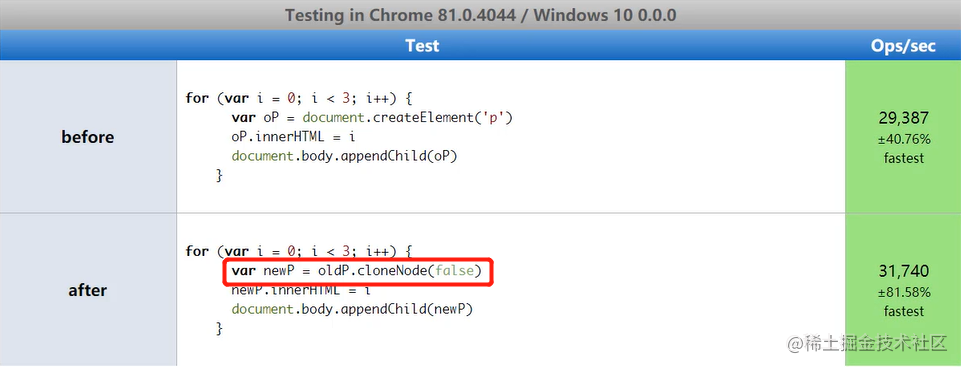 Testing in Chrome 81.0.4044 / Windows 10 0.0.0
Test Ops/sec
before
for (var i = 0; i < 3; i++) {
var oP = document.createElement('p')
oP.innerHTML = i
document.body.appendChild(oP)
}
29,387
±40.76%
fastest
after
for (var i = 0; i < 3; i++) {
var newP = oldP.cloneNode(false)
newP.innerHTML = i
document.body.appendChild(newP)
}
31,740
±81.58%
fastest
@稀土掘金技术社区